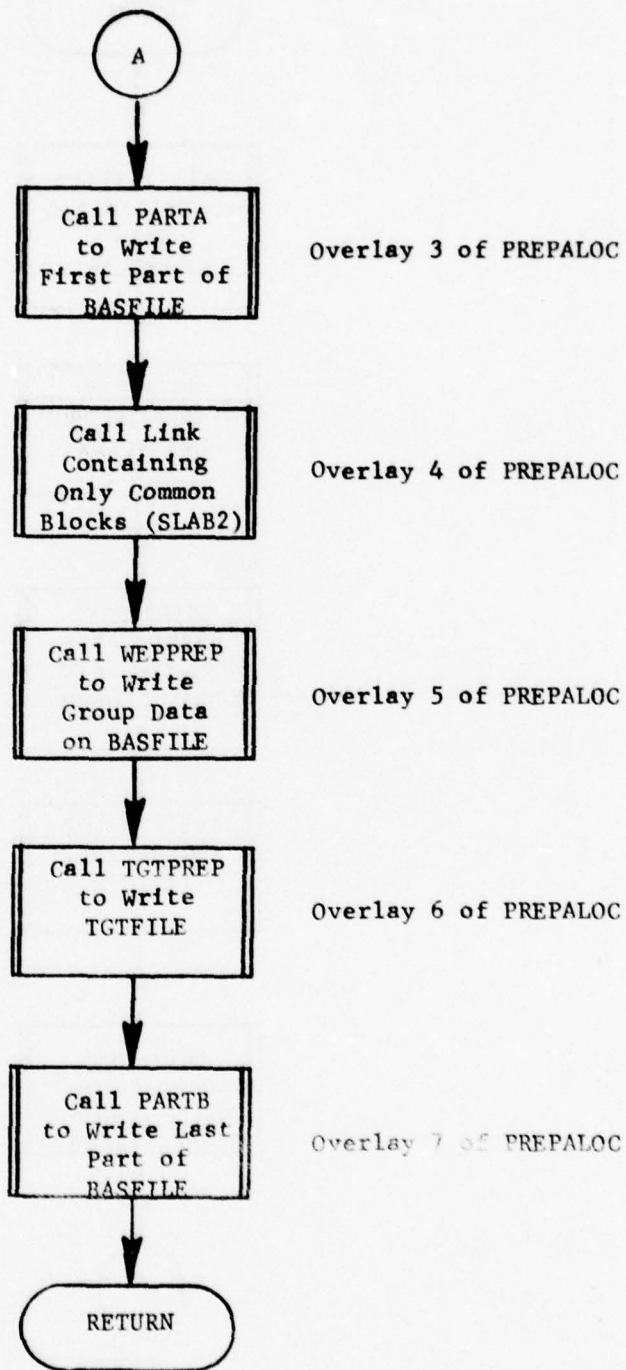 A
Call PARTA
to Write
First Part of
BASFILE
Overlay 3 of PREPALOC
Call Link
Containing
Only Common
Blocks (SLAB2)
Overlay 4 of PREPALOC
Call WEPPREP
to Write
Group Data
on BASFILE
Overlay 5 of PREPALOC
Call TGTPREP
to Write
TGTFILE
Overlay 6 of PREPALOC
Call PARTB
to Write Last
Part of
BASFILE
Overlay 7 of PREPALOC
RETURN